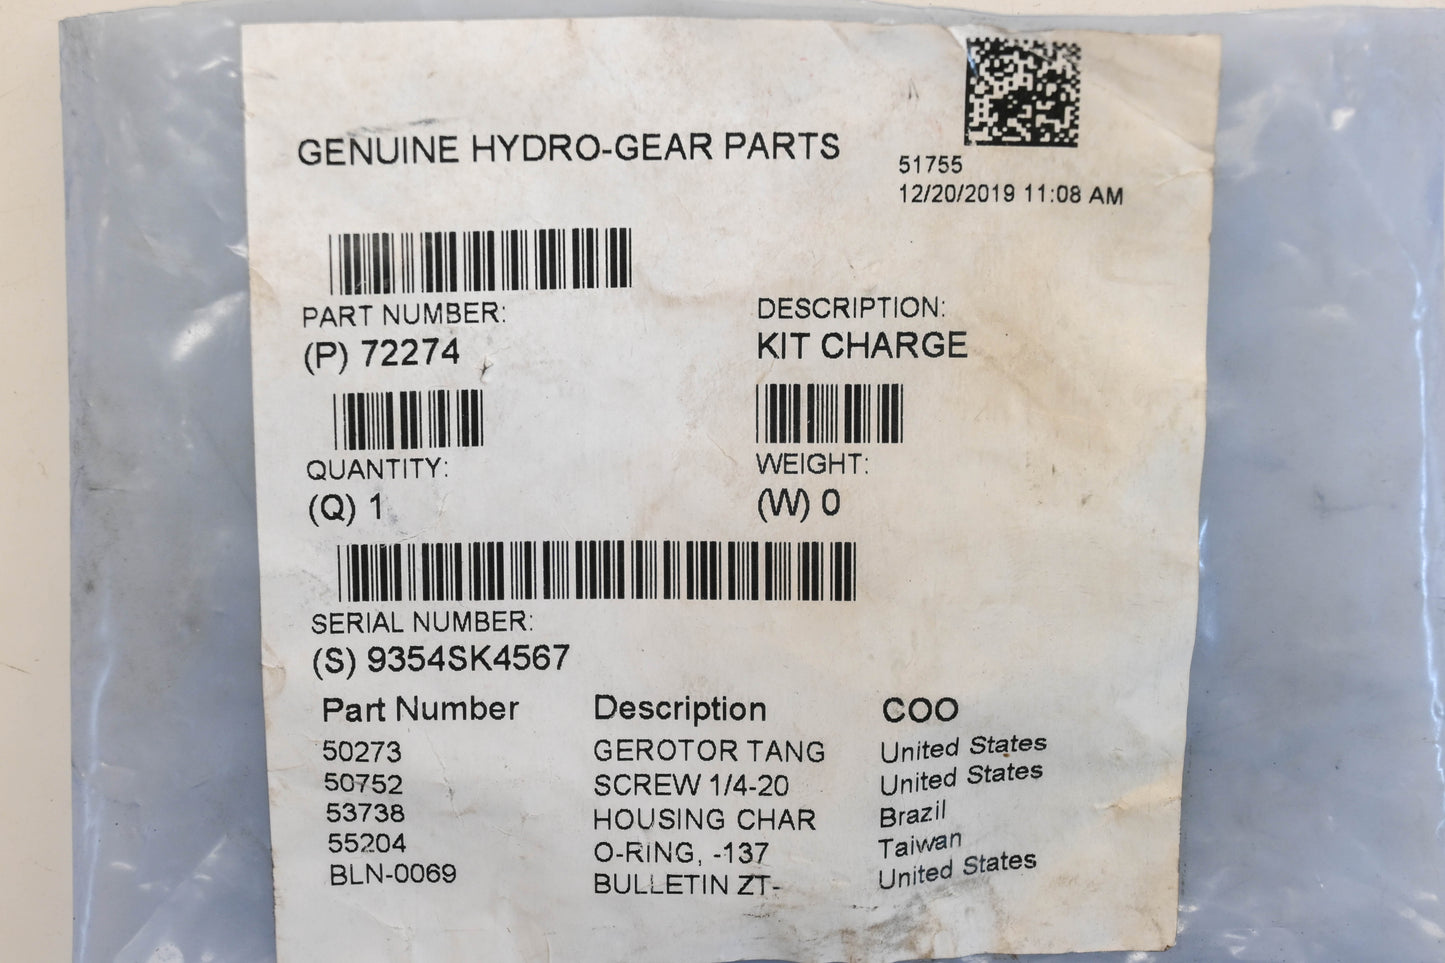 GENUINE HYDRO-GEAR PARTS
51755
12/20/2019 11:08 AM
PART NUMBER:
(P) 72274
DESCRIPTION:
KIT CHARGE
QUANTITY:
(Q) 1
WEIGHT:
(W) 0
SERIAL NUMBER:
(S) 9354SK4567
Part Number Description COO
50273 GEROTOR TANG United States
50752 SCREW 1/4-20 United States
53738 HOUSING CHAR Brazil
55204 O-RING, -137 Taiwan
BLN-0069 BULLETIN ZT- United States